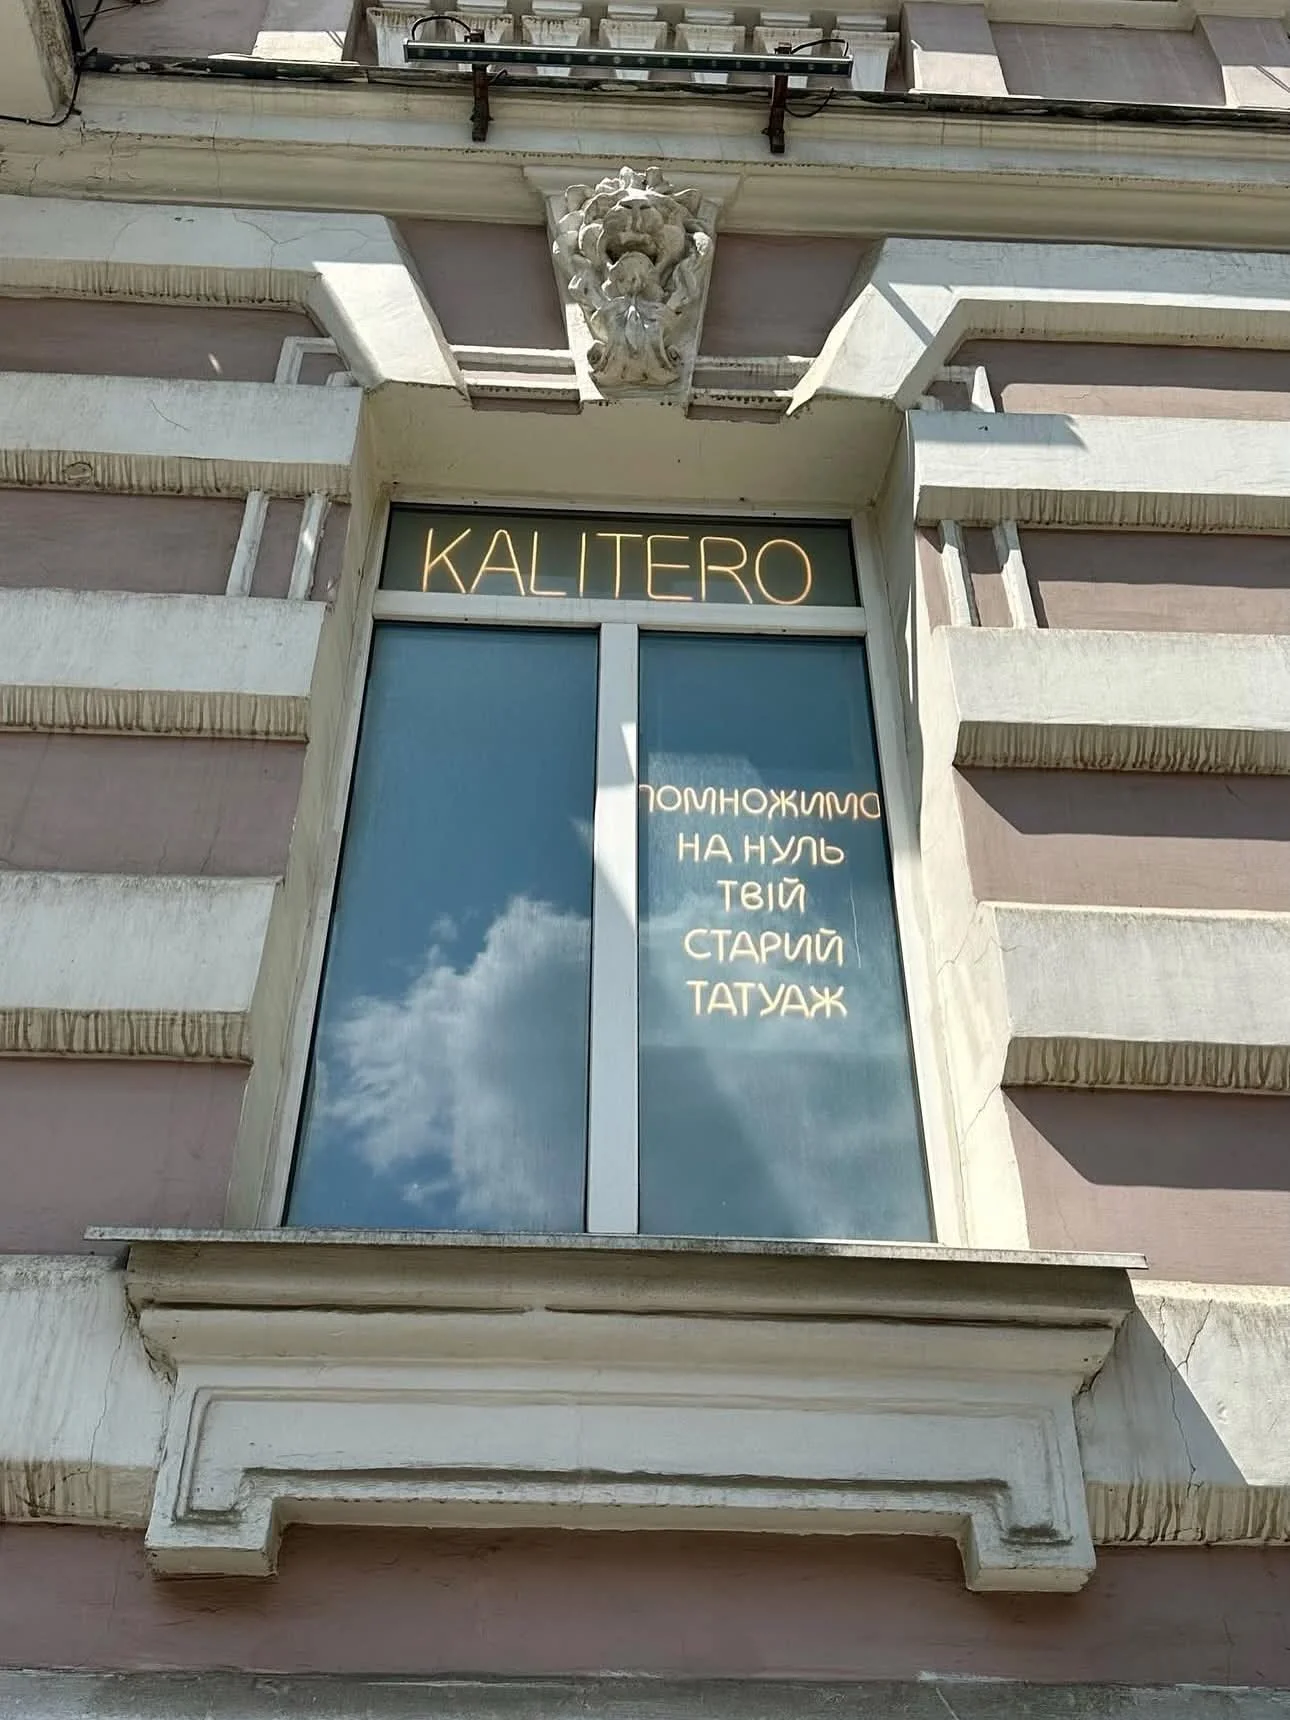 KALITERO
ПОМНОЖИМО
НА НУЛЬ
ТВІЙ
СТАРИЙ
ТАТУАЖ